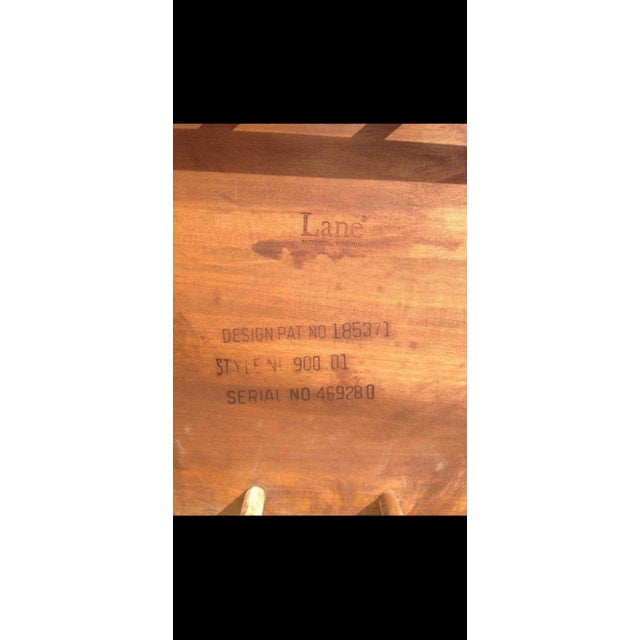 Lane®
DESIGN PAT NO 185371
STYLE No 900 01
SERIAL NO 469280